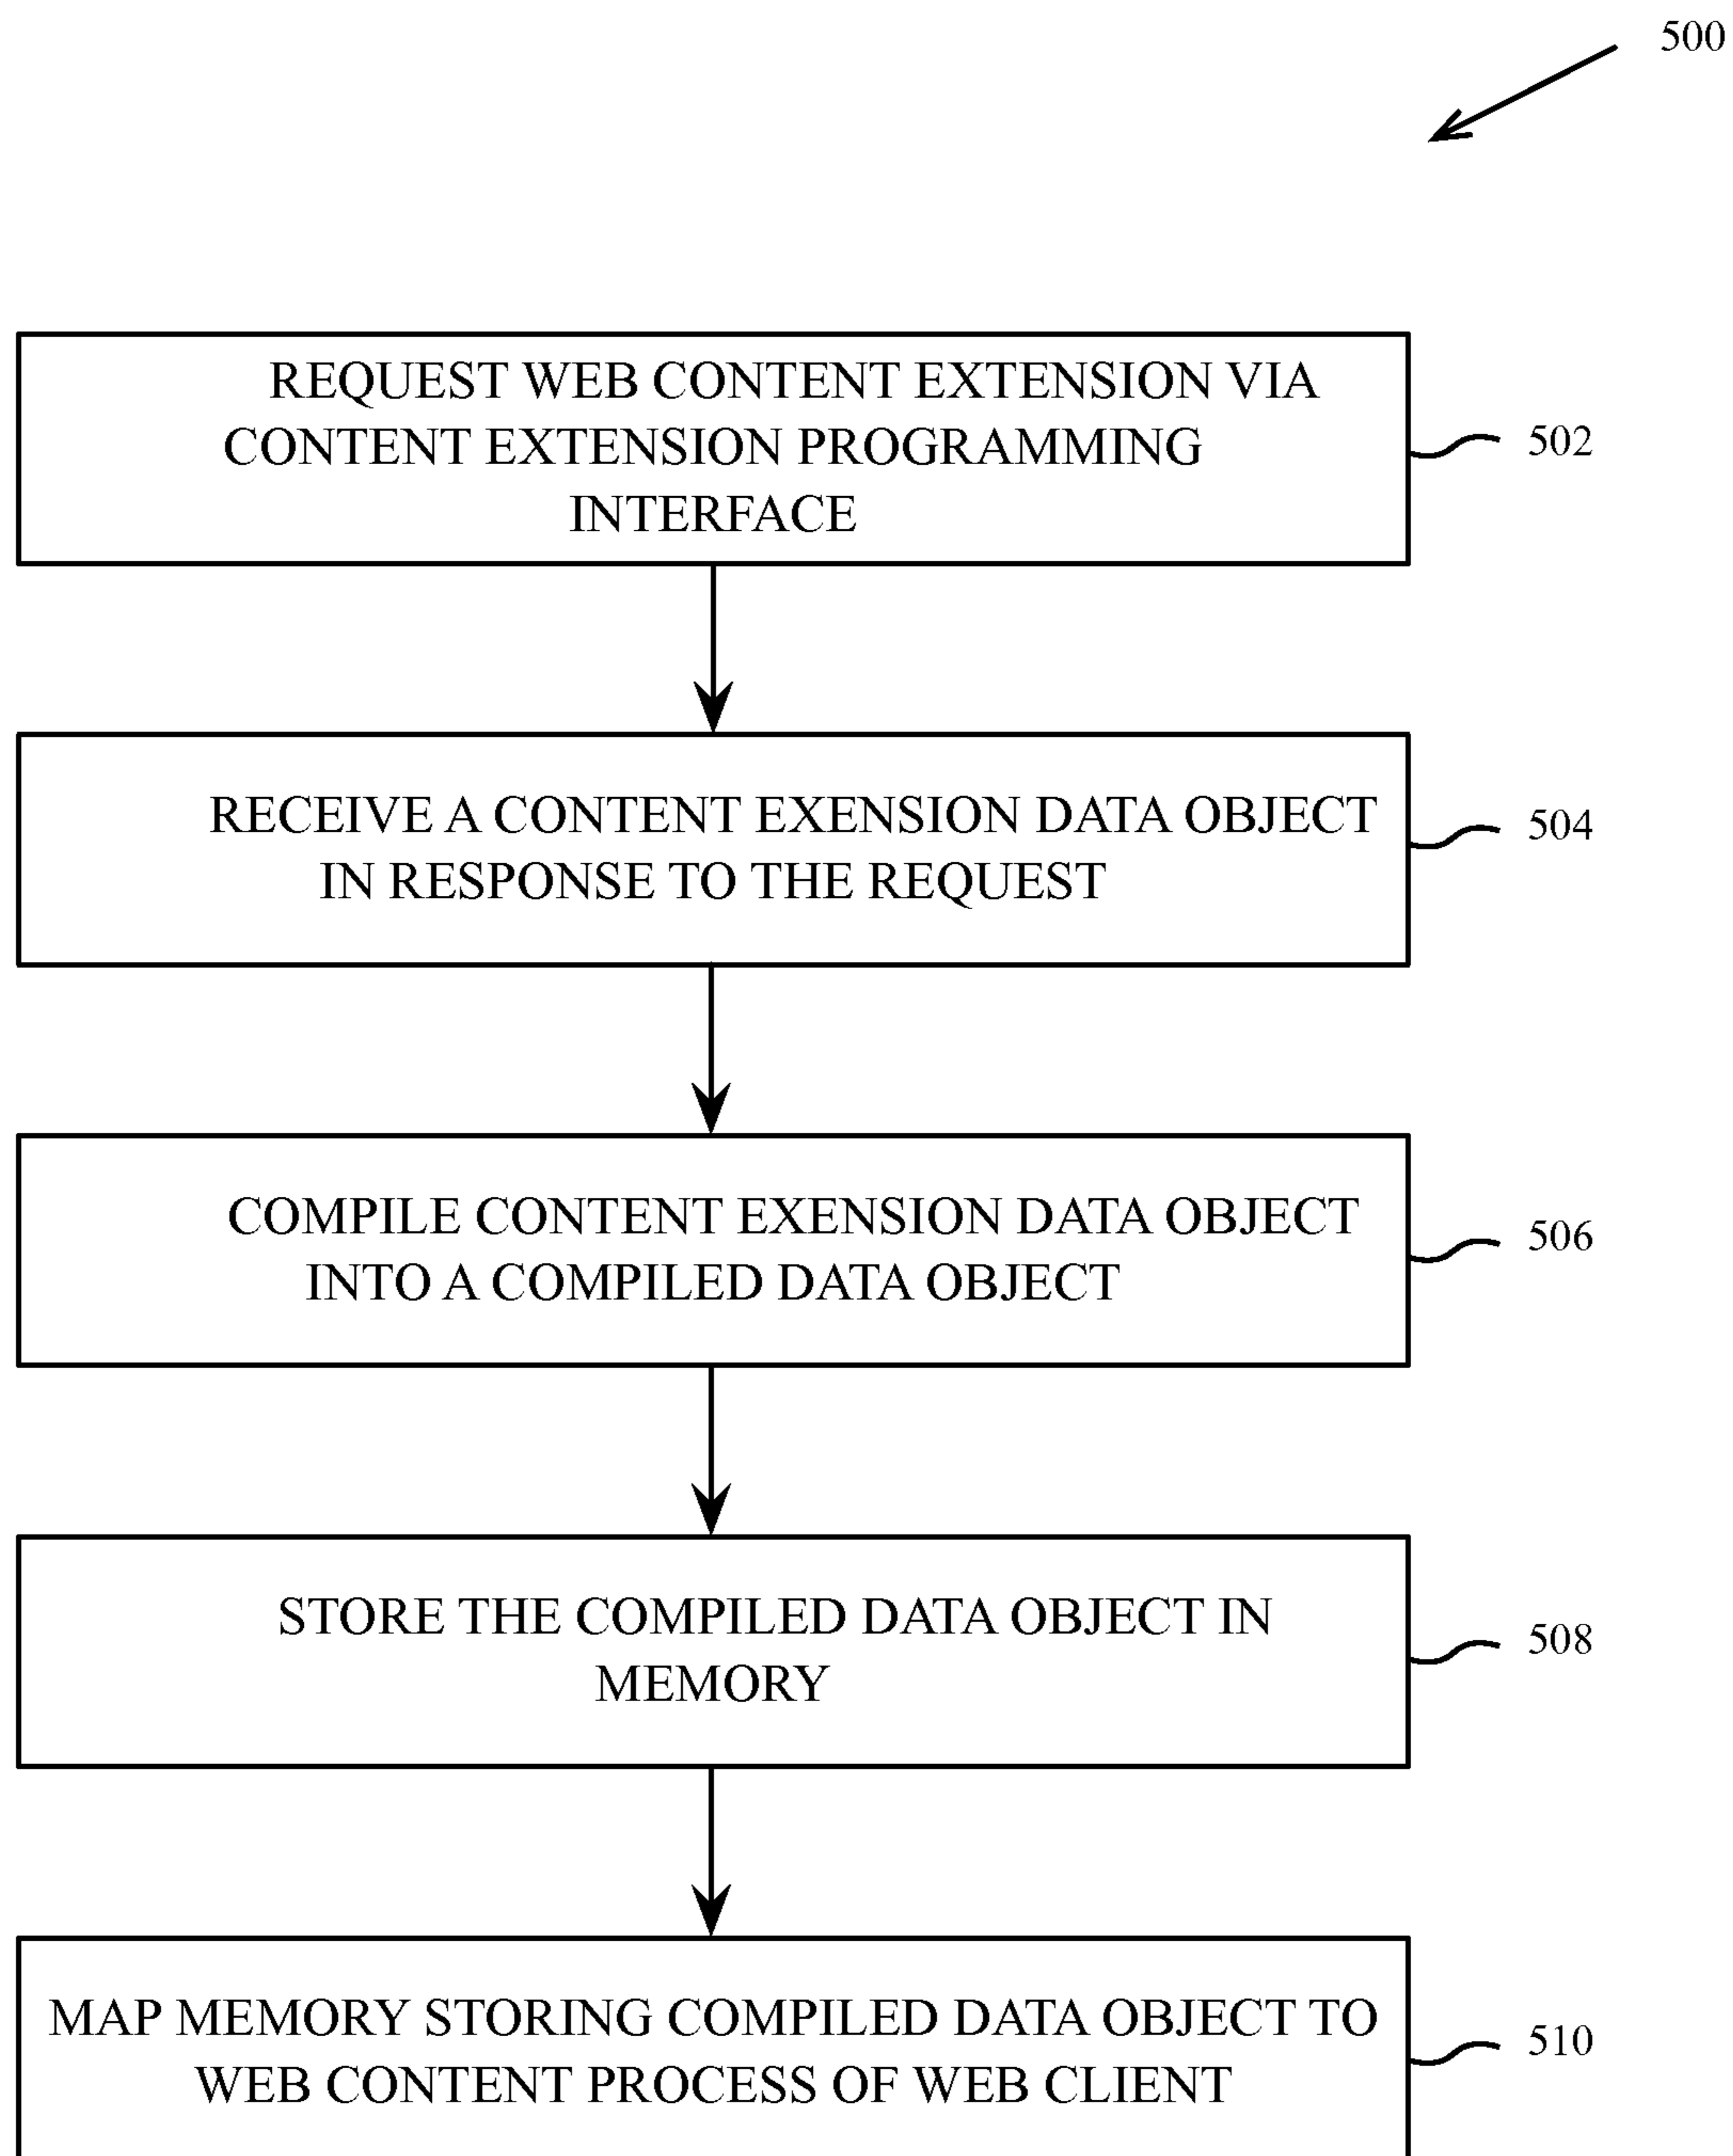 500
REQUEST WEB CONTENT EXTENSION VIA
CONTENT EXTENSION PROGRAMMING
INTERFACE
502
RECEIVE A CONTENT EXENSION DATA OBJECT
IN RESPONSE TO THE REQUEST
504
COMPILE CONTENT EXENSION DATA OBJECT
INTO A COMPILED DATA OBJECT
506
STORE THE COMPILED DATA OBJECT IN
MEMORY
508
MAP MEMORY STORING COMPILED DATA OBJECT TO
WEB CONTENT PROCESS OF WEB CLIENT
510